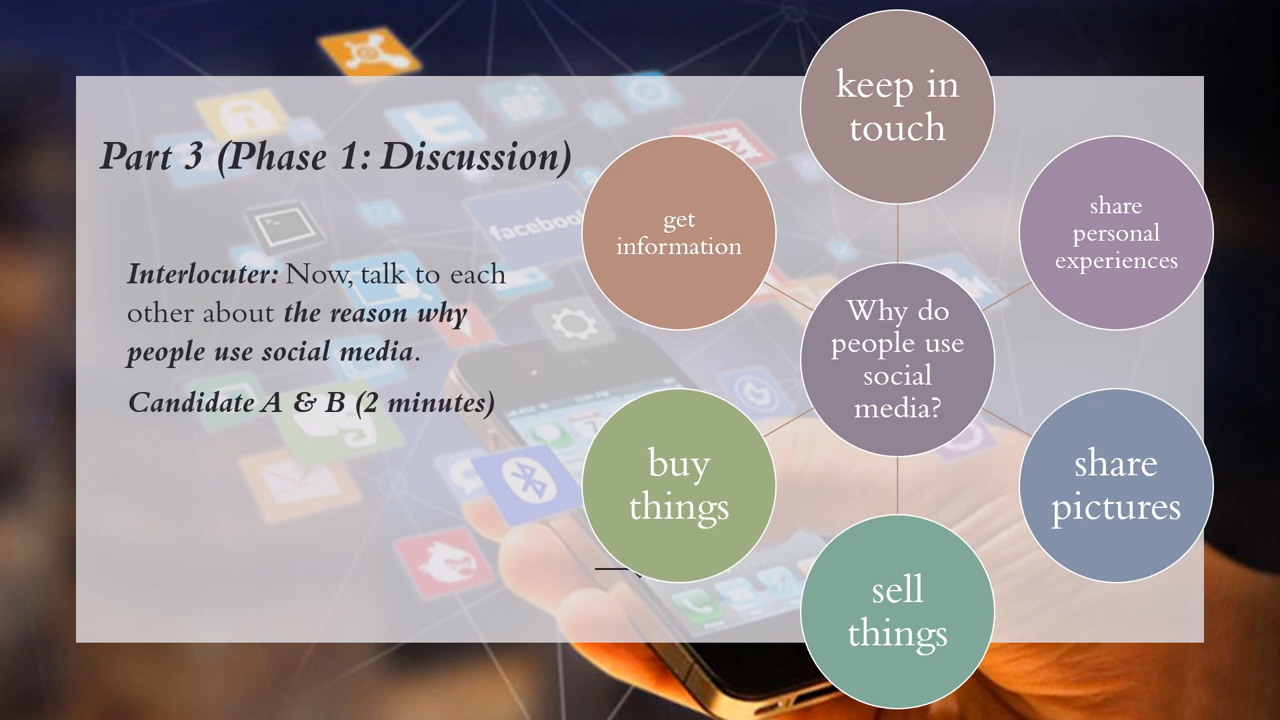 Part 3 (Phase 1: Discussion)
Interlocuter: Now, talk to each
other about the reason why
people use social media.
Candidate A & B (2 minutes)
keep in
touch
share
personal
experiences
share
pictures
sell
things
buy
things
get
information
Why do
people use
social
media?
facebook